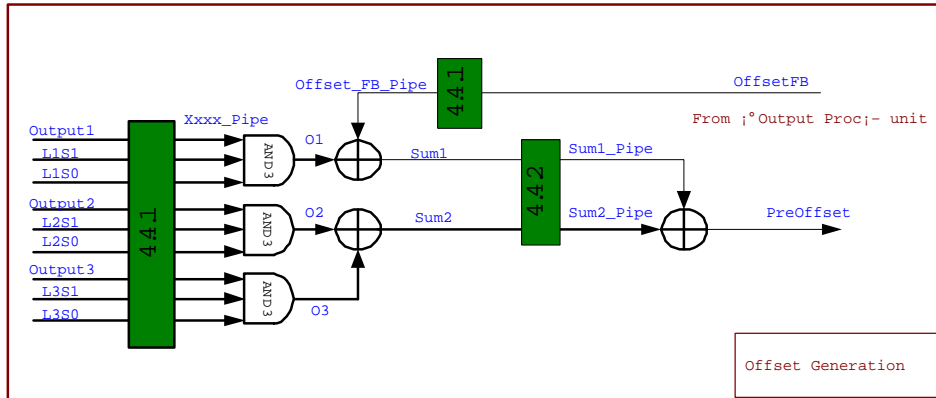 4.4.1
Offset_FB_Pipe
OffsetFB
From ¡°Output Proc¡– unit
Xxxx_Pipe
Output1
L1S1
L1S0
Output2
L2S1
L2S0
Output3
L3S1
L3S0
4.4.1
AND3
AND3
AND3
O1
O2
O3
Sum1
Sum2
4.4.2
Sum1_Pipe
Sum2_Pipe
PreOffset
Offset Generation